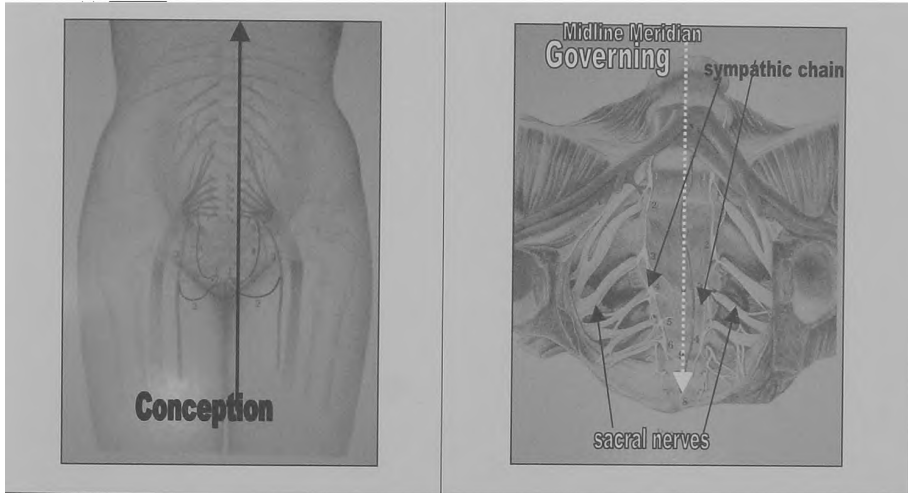 Conception
Midline Meridian
Governing
sympathic chain
sacral nerves